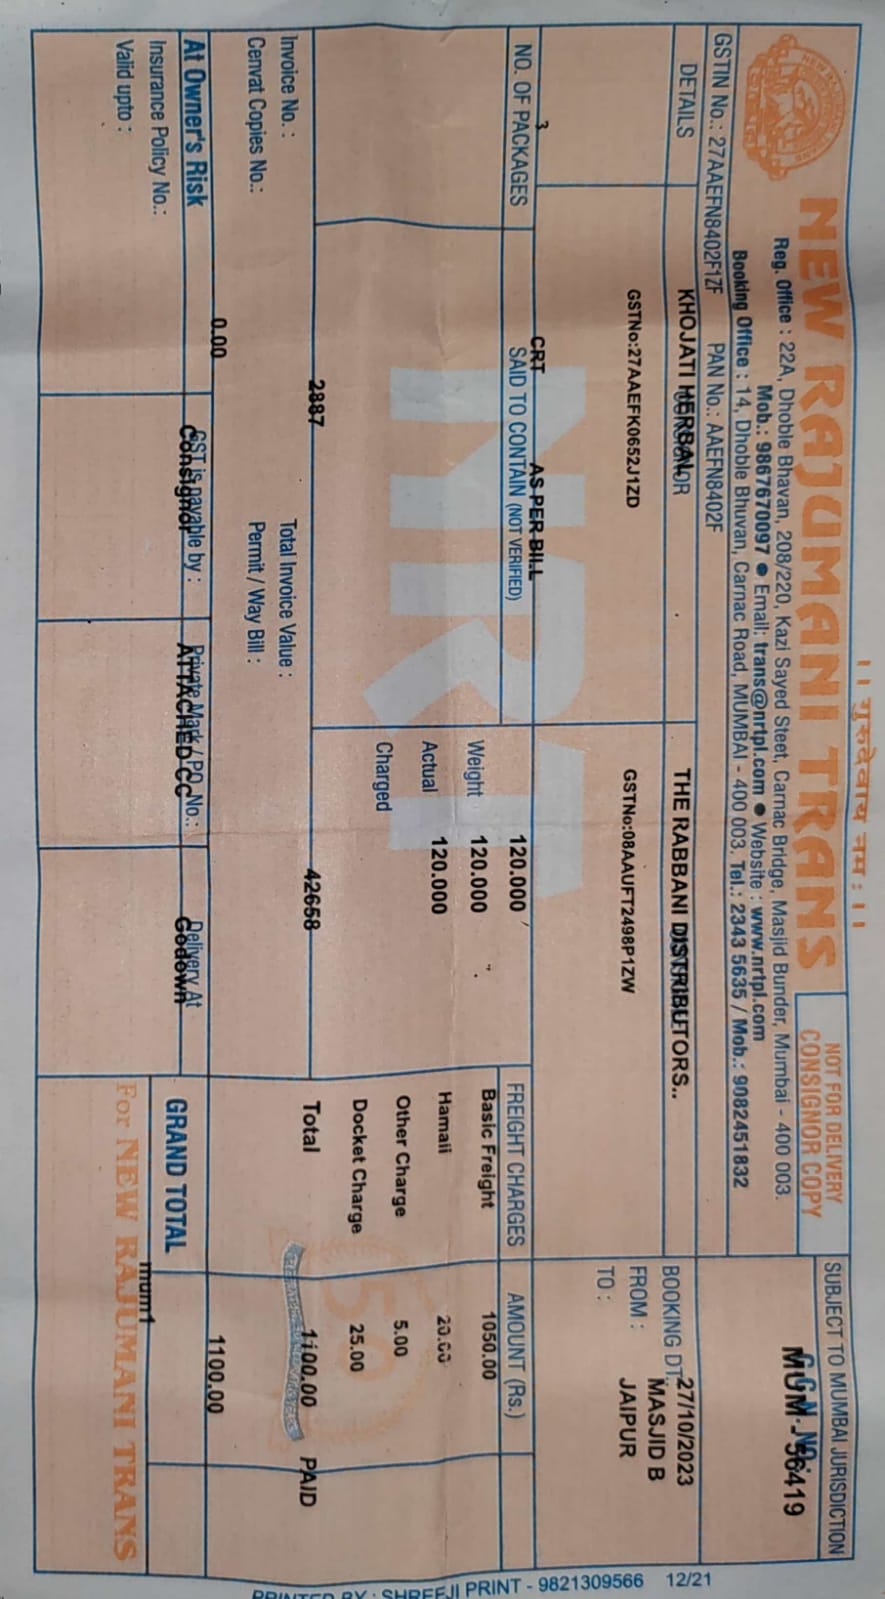 ।। गुरुदेवाय नमः ।।
NEW RAJUMANI TRANS
NOT FOR DELIVERY
CONSIGNOR COPY
SUBJECT TO MUMBAI JURISDICTION
Reg. Office : 22A, Dhoble Bhavan, 208/220, Kazi Sayed Steet, Carnac Bridge, Masjid Bunder, Mumbai - 400 003.
Mob.: 9867670097 ● Email: trans@nrtpl.com ● Website : www.nrtpl.com
Booking Office : 14, Dhoble Bhuvan, Carnac Road, MUMBAI - 400 003. Tel.: 2343 5635 / Mob.: 9082451832
G.C.N. NO.
MUM - 56419
GSTIN No.: 27AAEFN8402F1ZF PAN No.: AAEFN8402F
DETAILS
KHOJATI HERBAL
THE RABBANI DISTRIBUTORS..
GSTNo:27AAEFK0652J1ZD
GSTNo:08AAUFT2498P1ZW
BOOKING DT. 27/10/2023
FROM : MASJID B
TO : JAIPUR
NO. OF PACKAGES
SAID TO CONTAIN (NOT VERIFIED)
3
CRT AS PER BILL
NRT
120.000
Weight 120.000
Actual 120.000
Charged
FREIGHT CHARGES AMOUNT (Rs.)
Basic Freight 1050.00
Hamali 20.00
Other Charge 5.00
Docket Charge 25.00
Total 1100.00 PAID
50
Invoice No. : 2887
Total Invoice Value : 42658
Cenvat Copies No.:
Permit / Way Bill :
0.00
At Owner's Risk
Insurance Policy No.:
Valid upto :
GST is payable by :
Consignor
Private Mark / P.O. No.:
ATTACHED CC
Delivery At
Godown
GRAND TOTAL 1100.00
mum1
For NEW RAJUMANI TRANS
PRINTED BY : SHREEJI PRINT - 9821309566 12/21